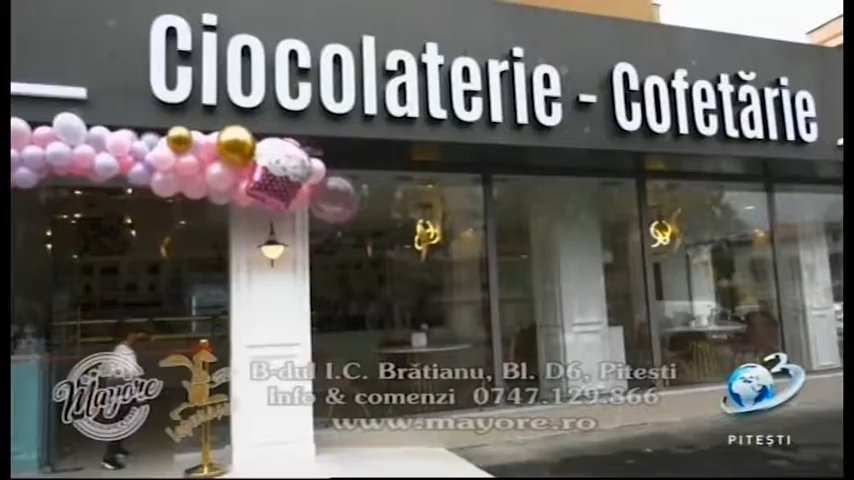 Ciocolaterie - Cofetărie
Mayore
B-dul I.C. Brătianu, Bl. D6, Pitești
Info & comenzi 0747.129.866
www.mayore.ro
PITEȘTI